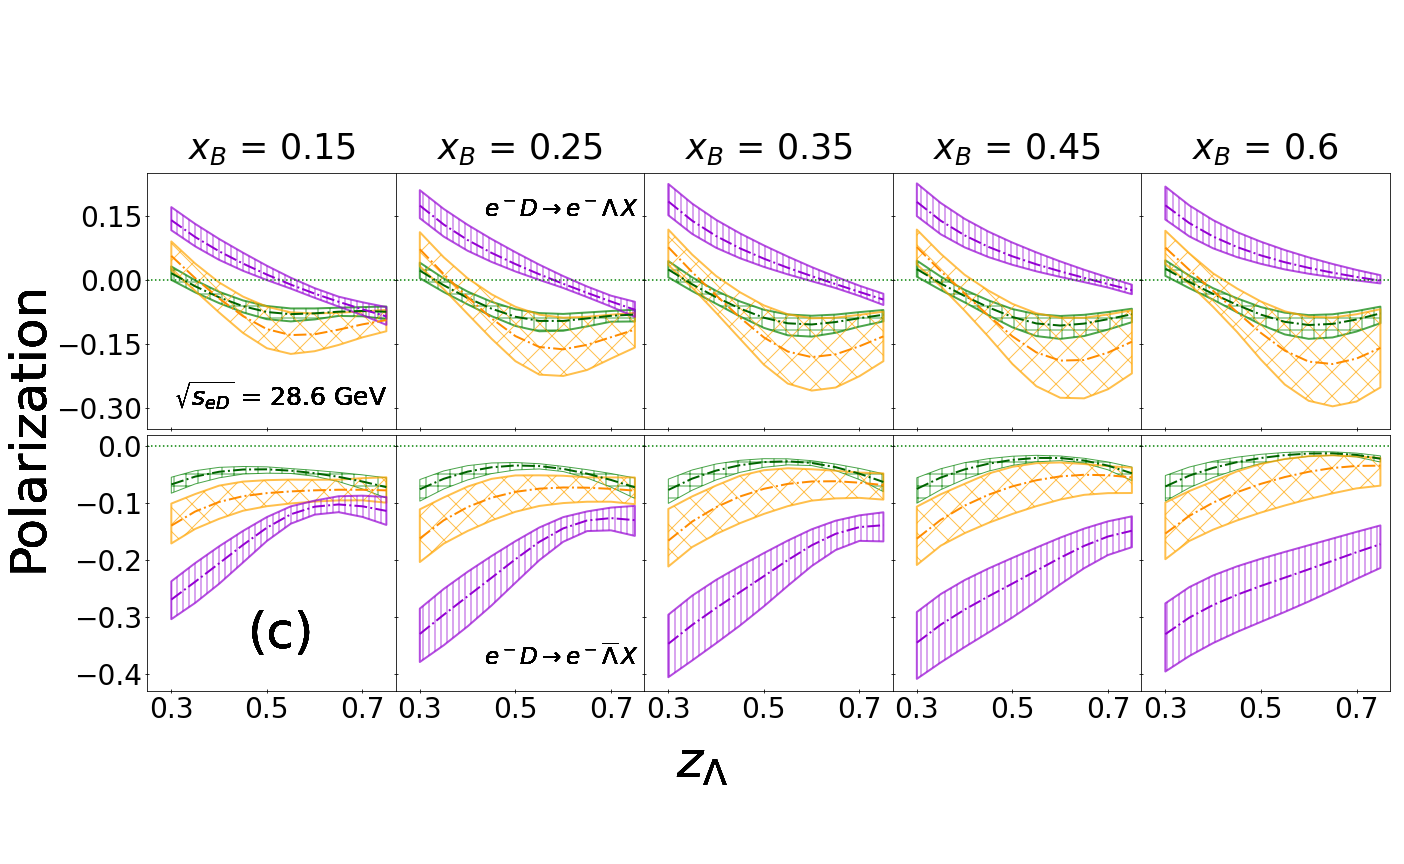 x_B = 0.15 x_B = 0.25 x_B = 0.35 x_B = 0.45 x_B = 0.6
Polarization
0.15
0.00
−0.15
−0.30
e⁻D→e⁻ΛX
√s_{eD} = 28.6 GeV
0.0
−0.1
−0.2
−0.3
−0.4
(c)
e⁻D→e⁻Λ̅X
0.3 0.5 0.7 0.3 0.5 0.7 0.3 0.5 0.7 0.3 0.5 0.7 0.3 0.5 0.7
z_Λ